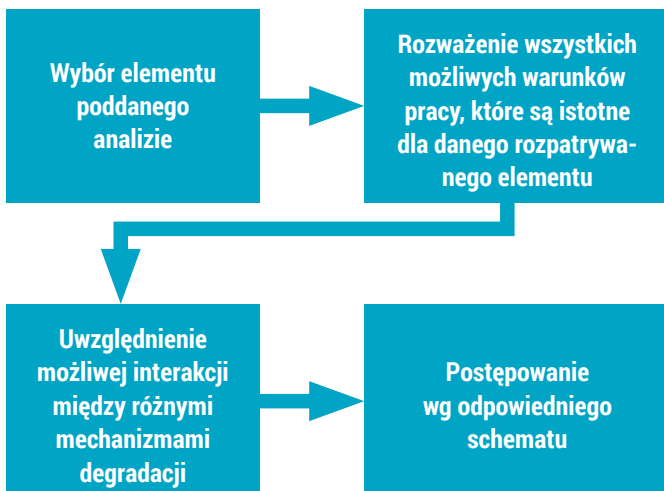 Wybór elementu
poddanego
analizie
Rozważenie wszystkich
możliwych warunków
pracy, które są istotne
dla danego rozpatrywa-
nego elementu
Uwzględnienie
możliwej interakcji
między różnymi
mechanizmami
degradacji
Postępowanie
wg odpowiedniego
schematu